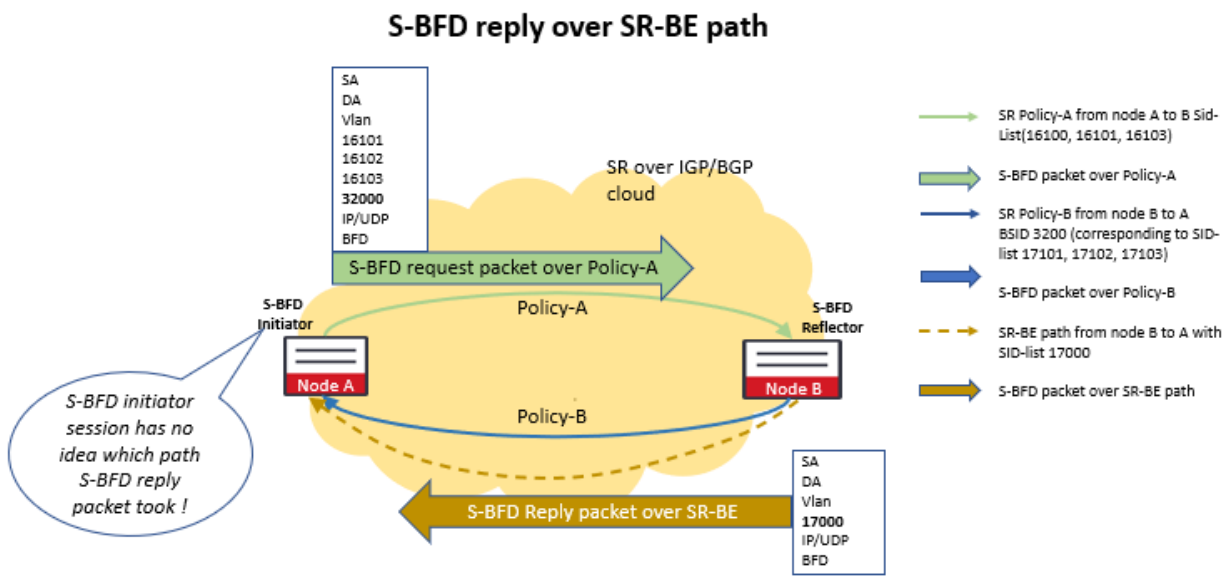 S-BFD reply over SR-BE path
SA
DA
Vlan
16101
16102
16103
32000
IP/UDP
BFD
SR over IGP/BGP
cloud
S-BFD request packet over Policy-A
Policy-A
S-BFD
Initiator
S-BFD
Reflector
Node A
Node B
S-BFD initiator
session has no
idea which path
S-BFD reply
packet took !
Policy-B
S-BFD Reply packet over SR-BE
SA
DA
Vlan
17000
IP/UDP
BFD
SR Policy-A from node A to B Sid-
List(16100, 16101, 16103)
S-BFD packet over Policy-A
SR Policy-B from node B to A
BSID 3200 (corresponding to SID-
list 17101, 17102, 17103)
S-BFD packet over Policy-B
SR-BE path from node B to A with
SID-list 17000
S-BFD packet over SR-BE path